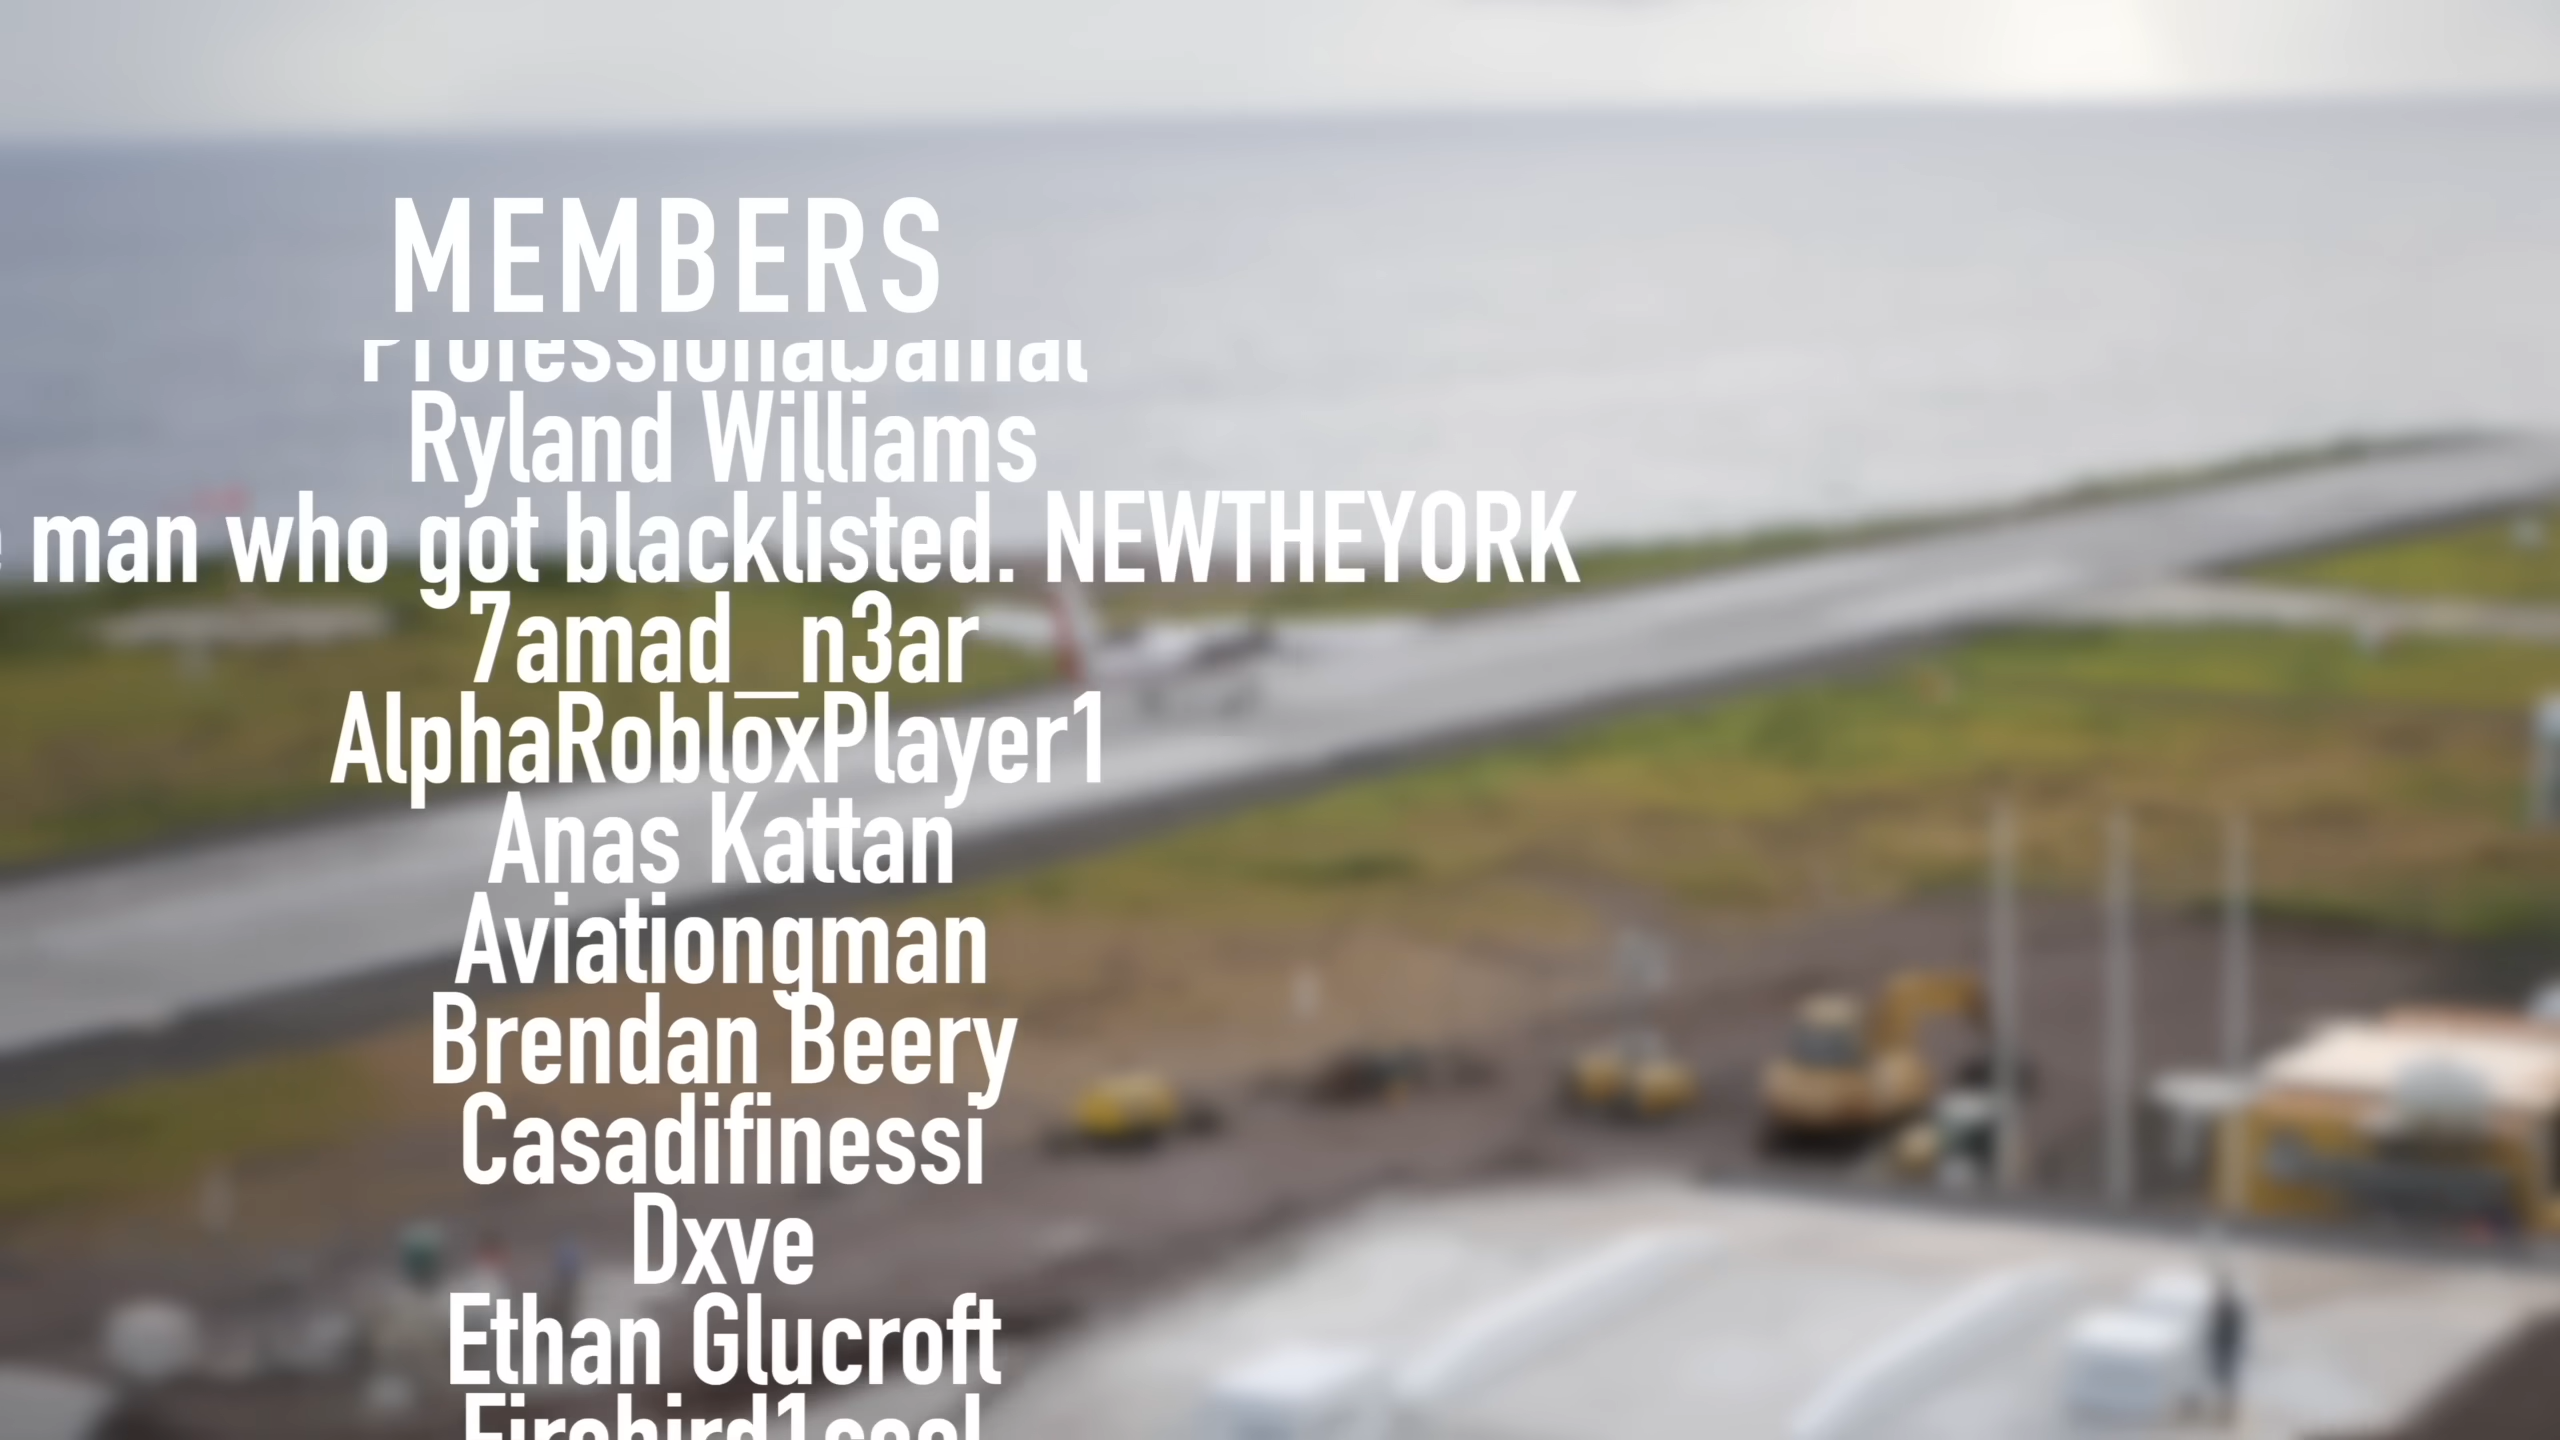 MEMBERS
ProfessionalJamal
Ryland Williams
man who got blacklisted. NEWTHEYORK
7amad_n3ar
AlphaRobloxPlayer1
Anas Kattan
Aviationgman
Brendan Beery
Casadifinessi
Dxve
Ethan Glucroft